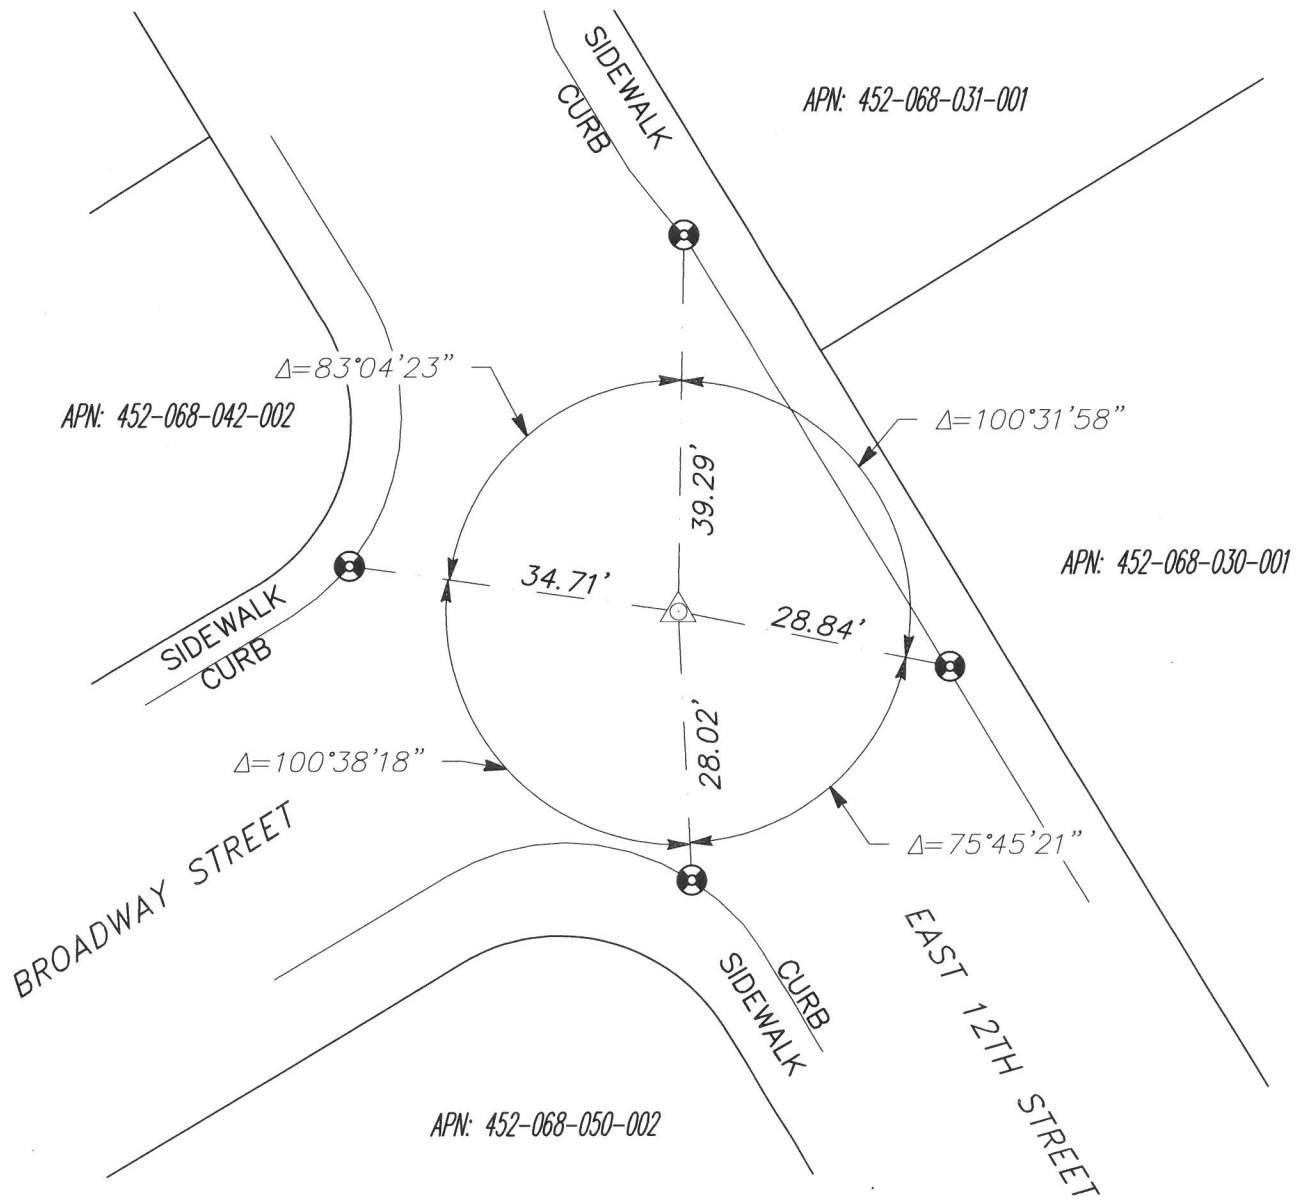 SIDEWALK
CURB
APN: 452-068-031-001
Δ=83°04'23"
APN: 452-068-042-002
Δ=100°31'58"
39.29'
APN: 452-068-030-001
34.71'
28.84'
SIDEWALK
CURB
28.02'
Δ=100°38'18"
Δ=75°45'21"
BROADWAY STREET
EAST 12TH STREET
CURB
SIDEWALK
APN: 452-068-050-002